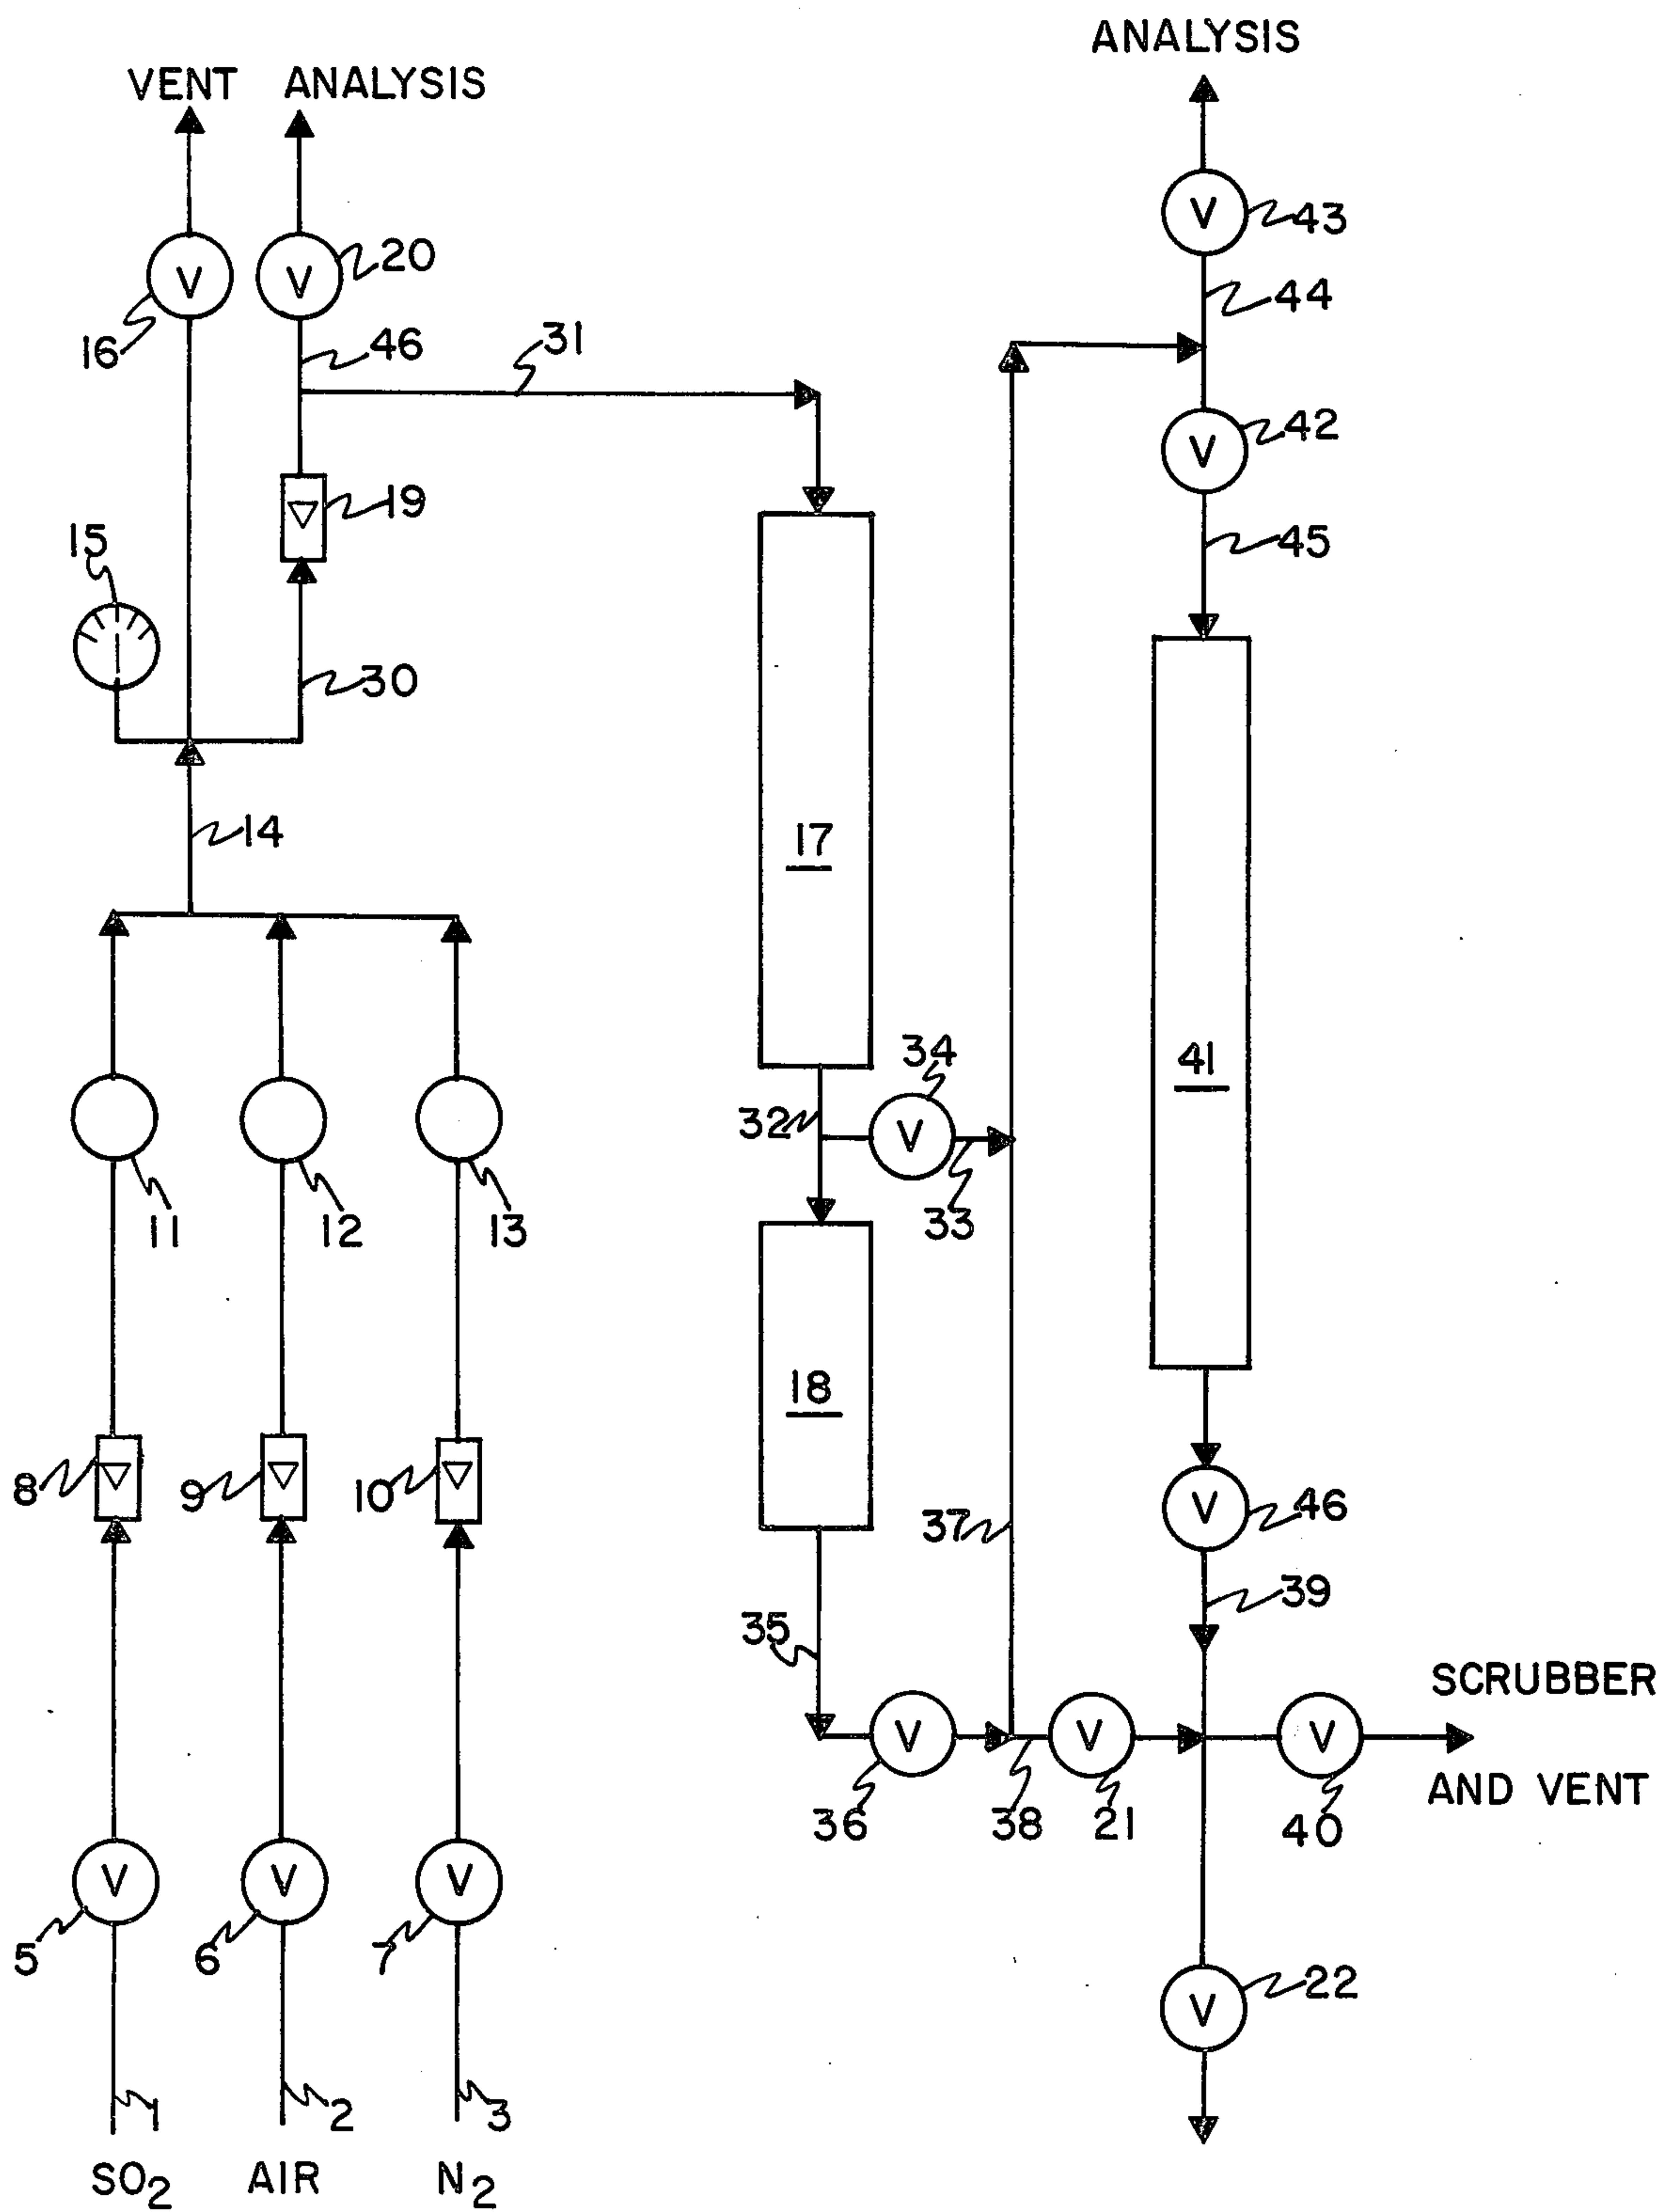 ANALYSIS
VENT ANALYSIS
V 43
V V 20
16 46 31 44
V 42
19 45
15
30
17
14
34
32 V 41
33
11 12 13
18
8 9 10 37 V 46
39
35 SCRUBBER
V V V
36 38 21 40 AND VENT
V V V
5 6 7 V 22
1 2 3
SO2 AIR N2